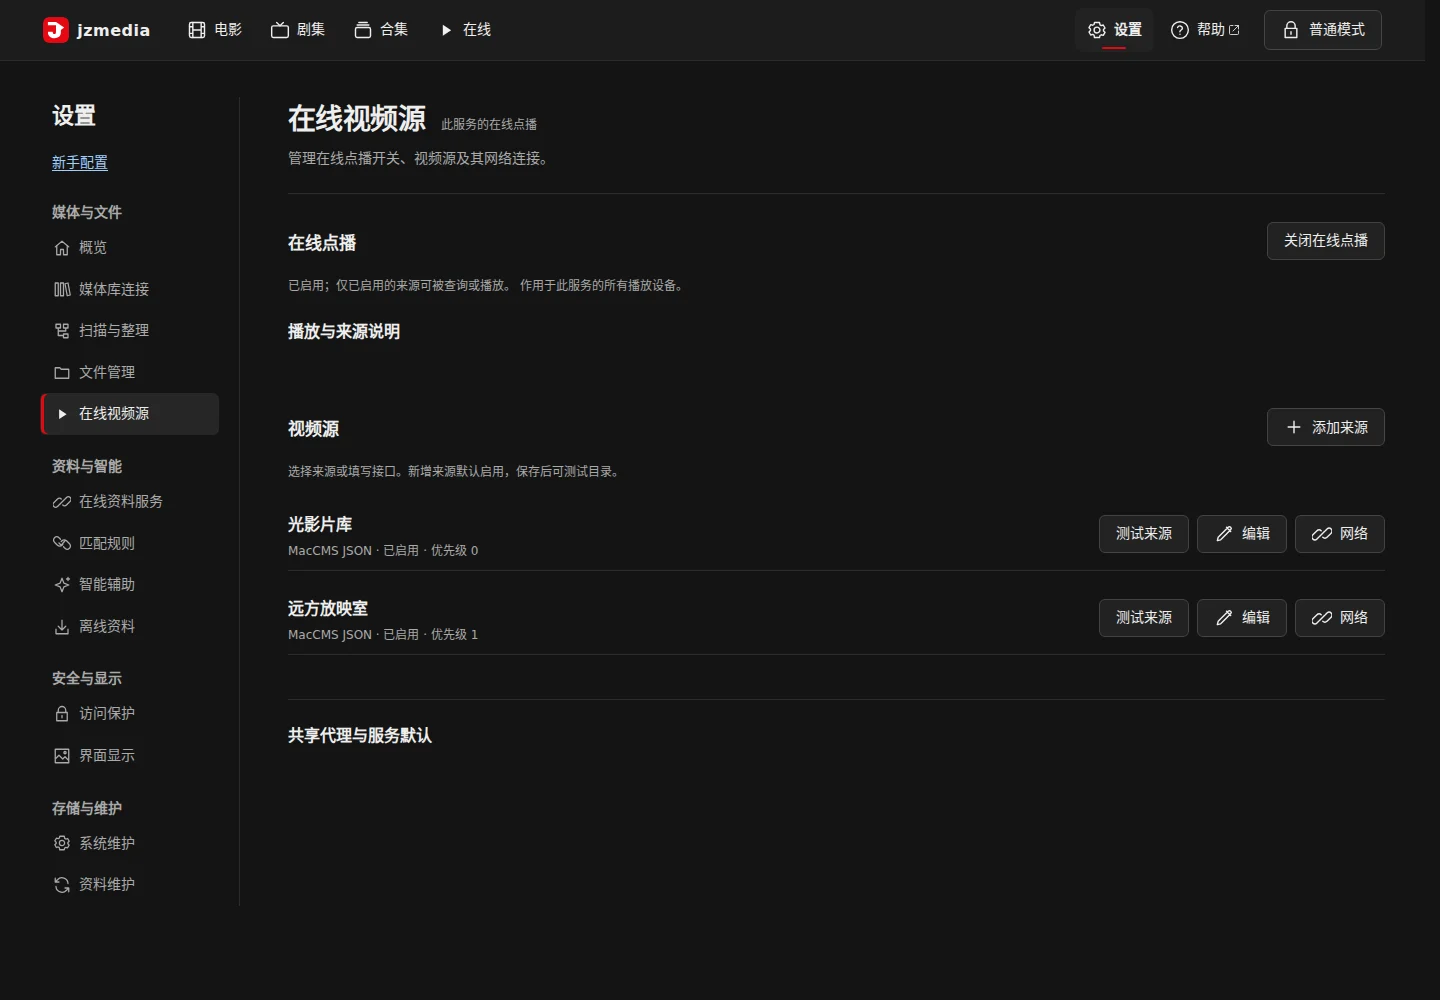 jzmedia 电影 剧集 合集 在线 设置 帮助 普通模式
设置
新手配置
媒体与文件
概览
媒体库连接
扫描与整理
文件管理
在线视频源
资料与智能
在线资料服务
匹配规则
智能辅助
离线资料
安全与显示
访问保护
界面显示
存储与维护
系统维护
资料维护
在线视频源 此服务的在线点播
管理在线点播开关、视频源及其网络连接。
在线点播 关闭在线点播
已启用；仅已启用的来源可被查询或播放。 作用于此服务的所有播放设备。
播放与来源说明
视频源 添加来源
选择来源或填写接口。新增来源默认启用，保存后可测试目录。
光影片库
MacCMS JSON · 已启用 · 优先级 0
测试来源 编辑 网络
远方放映室
MacCMS JSON · 已启用 · 优先级 1
测试来源 编辑 网络
共享代理与服务默认